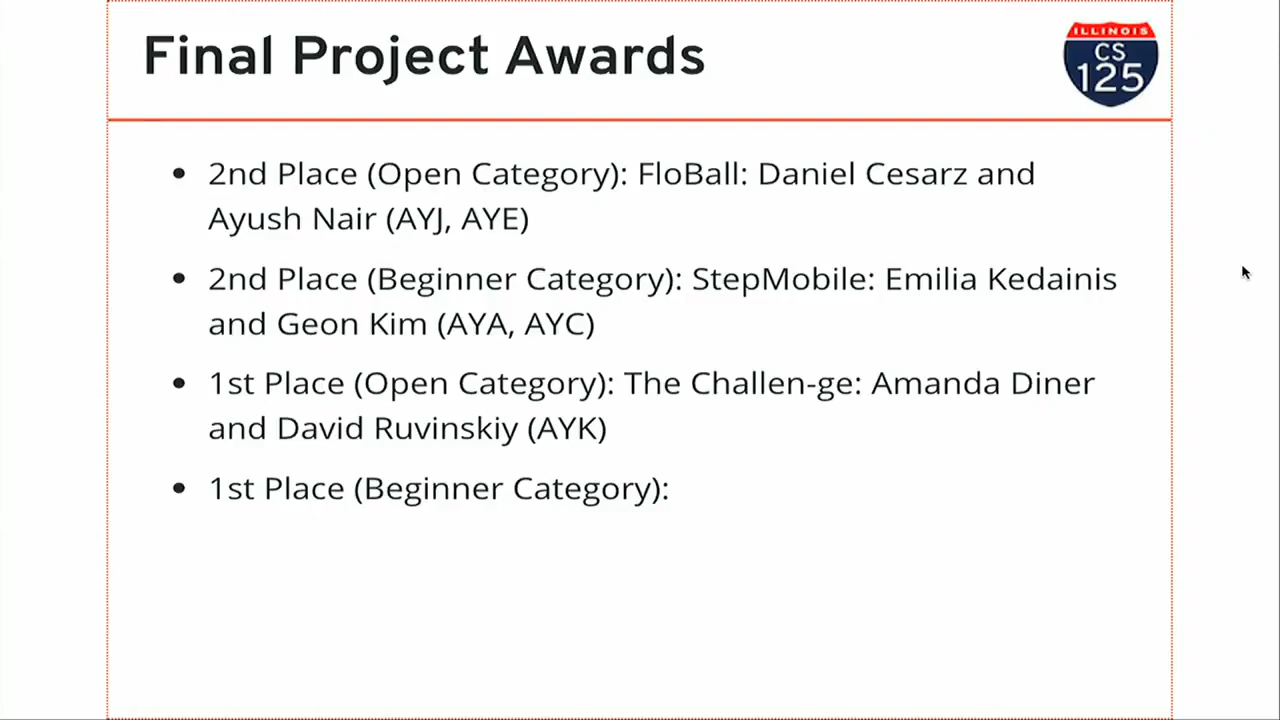 Final Project Awards
ILLINOIS
CS
125
• 2nd Place (Open Category): FloBall: Daniel Cesarz and
Ayush Nair (AYJ, AYE)
• 2nd Place (Beginner Category): StepMobile: Emilia Kedainis
and Geon Kim (AYA, AYC)
• 1st Place (Open Category): The Challen-ge: Amanda Diner
and David Ruvinskiy (AYK)
• 1st Place (Beginner Category):